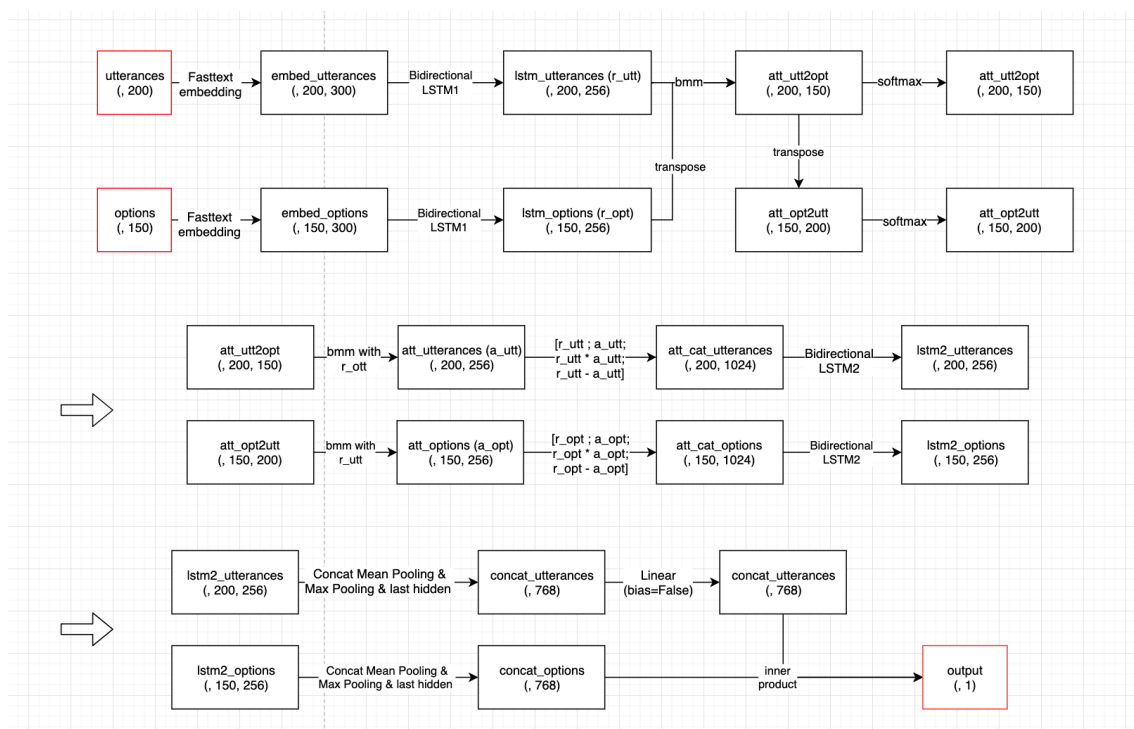 utterances
(, 200)
Fasttext
embedding
embed_utterances
(, 200, 300)
Bidirectional
LSTM1
lstm_utterances (r_utt)
(, 200, 256)
bmm
att_utt2opt
(, 200, 150)
softmax
att_utt2opt
(, 200, 150)
transpose
transpose
options
(, 150)
Fasttext
embedding
embed_options
(, 150, 300)
Bidirectional
LSTM1
lstm_options (r_opt)
(, 150, 256)
att_opt2utt
(, 150, 200)
softmax
att_opt2utt
(, 150, 200)
att_utt2opt
(, 200, 150)
bmm with
r_ott
att_utterances (a_utt)
(, 200, 256)
[r_utt ; a_utt;
r_utt * a_utt;
r_utt - a_utt]
att_cat_utterances
(, 200, 1024)
Bidirectional
LSTM2
lstm2_utterances
(, 200, 256)
att_opt2utt
(, 150, 200)
bmm with
r_utt
att_options (a_opt)
(, 150, 256)
[r_opt ; a_opt;
r_opt * a_opt;
r_opt - a_opt]
att_cat_options
(, 150, 1024)
Bidirectional
LSTM2
lstm2_options
(, 150, 256)
lstm2_utterances
(, 200, 256)
Concat Mean Pooling &
Max Pooling & last hidden
concat_utterances
(, 768)
Linear
(bias=False)
concat_utterances
(, 768)
lstm2_options
(, 150, 256)
Concat Mean Pooling &
Max Pooling & last hidden
concat_options
(, 768)
inner
product
output
(, 1)